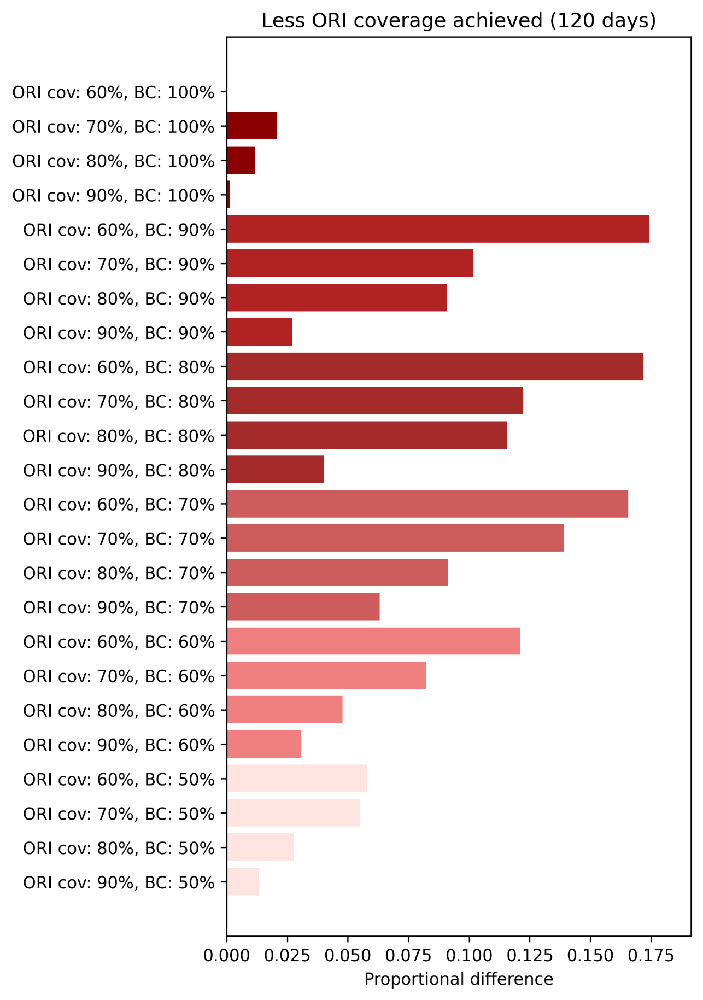 Less ORI coverage achieved (120 days)
ORI cov: 60%, BC: 100%
ORI cov: 70%, BC: 100%
ORI cov: 80%, BC: 100%
ORI cov: 90%, BC: 100%
ORI cov: 60%, BC: 90%
ORI cov: 70%, BC: 90%
ORI cov: 80%, BC: 90%
ORI cov: 90%, BC: 90%
ORI cov: 60%, BC: 80%
ORI cov: 70%, BC: 80%
ORI cov: 80%, BC: 80%
ORI cov: 90%, BC: 80%
ORI cov: 60%, BC: 70%
ORI cov: 70%, BC: 70%
ORI cov: 80%, BC: 70%
ORI cov: 90%, BC: 70%
ORI cov: 60%, BC: 60%
ORI cov: 70%, BC: 60%
ORI cov: 80%, BC: 60%
ORI cov: 90%, BC: 60%
ORI cov: 60%, BC: 50%
ORI cov: 70%, BC: 50%
ORI cov: 80%, BC: 50%
ORI cov: 90%, BC: 50%
0.000 0.025 0.050 0.075 0.100 0.125 0.150 0.175
Proportional difference